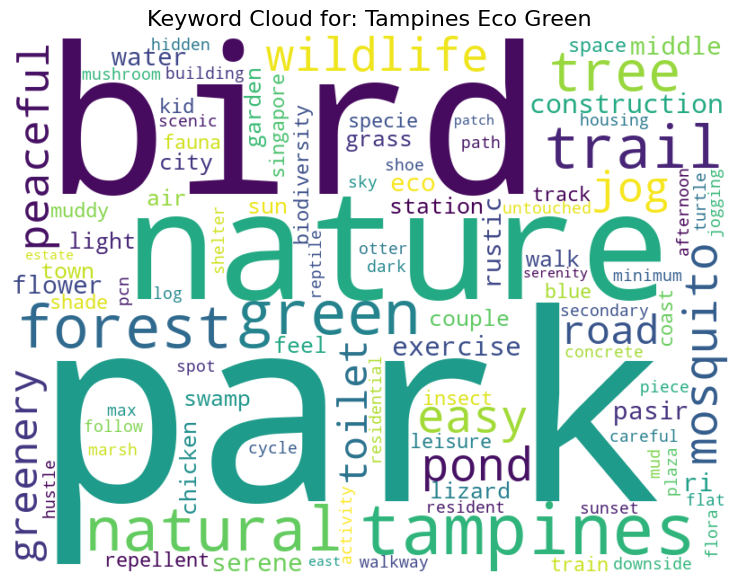 Keyword Cloud for: Tampines Eco Green
hidden
water
mushroom
building
wildlife
space
middle
tree
peaceful
bird
kid
scenic
fauna
city
garden
singapore
biodiversity
specie
grass
patch
path
construction
housing
trail
shoe
sky
eco
jog
muddy
air
sun
station
track
untouched
afternoon
turtle
jogging
light
nature
shelter
reptile
otter
dark
rustic
walk
serenity
minimum
estate
town
flower
shade
pcn
log
blue
mosquito
forest
green
couple
road
secondary
coast
feel
exercise
concrete
spot
toilet
residential
park
greenery
hustle
max
follow
marsh
swamp
chicken
cycle
insect
easy
leisure
piece
pasir
careful
mud
plaza
pond
lizard
resident
ri
flat
sunset
flora
natural
tampines
activity
repellent
serene
east
walkway
train
downside